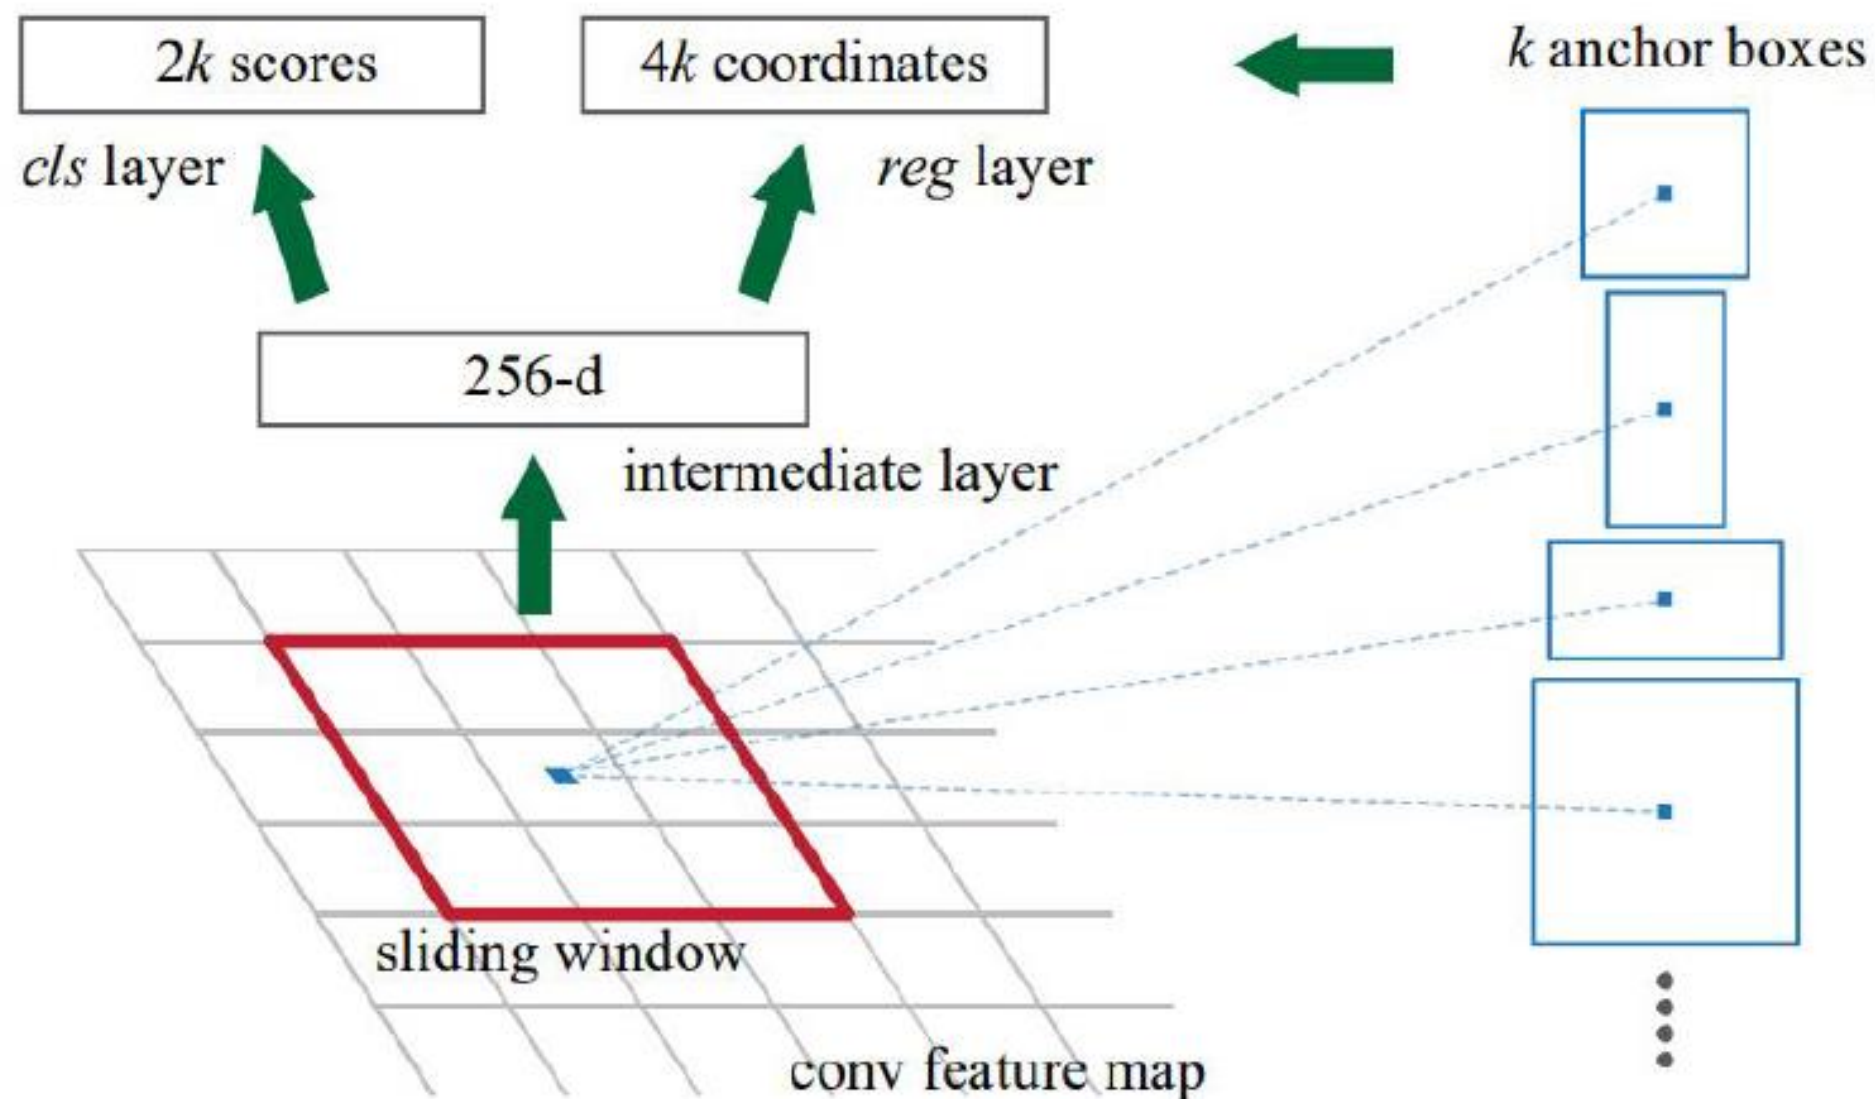 2k scores
4k coordinates
k anchor boxes
cls layer
reg layer
256-d
intermediate layer
sliding window
conv feature map